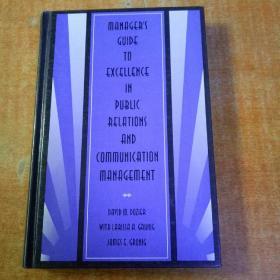 MANAGER'S
GUIDE
TO
EXCELLENCE
IN
PUBLIC
RELATIONS
AND
COMMUNICATION
MANAGEMENT
DAVID M. DOZIER
WITH LARISSA A. GRUNIG
JAMES E. GRUNIG